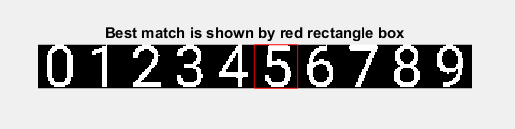 Best match is shown by red rectangle box
0 1 2 3 4 5 6 7 8 9